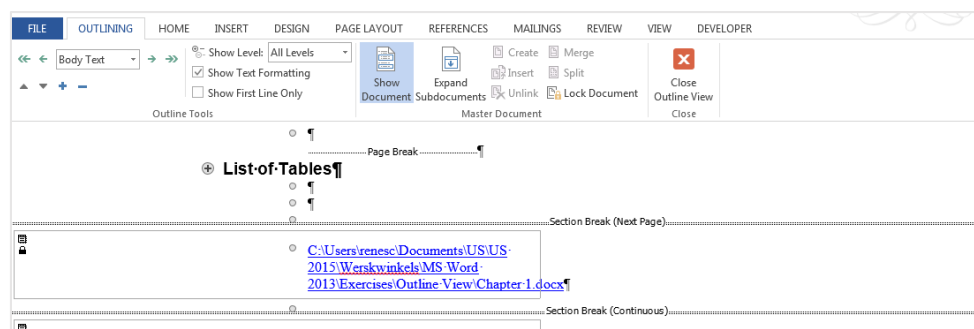 FILE OUTLINING HOME INSERT DESIGN PAGE LAYOUT REFERENCES MAILINGS REVIEW VIEW DEVELOPER
Body Text
Show Level: All Levels
Show Text Formatting
Show First Line Only
Outline Tools
Show Document
Expand Subdocuments
Create Merge
Insert Split
Unlink Lock Document
Master Document
Close Outline View
Close
¶
Page Break ¶
List·of·Tables¶
¶
¶
Section Break (Next Page)
C:\Users\renesc\Documents\US\US·
2015\Werskwinkels\MS·Word·
2013\Exercises\Outline·View\Chapter·1.docx¶
Section Break (Continuous)